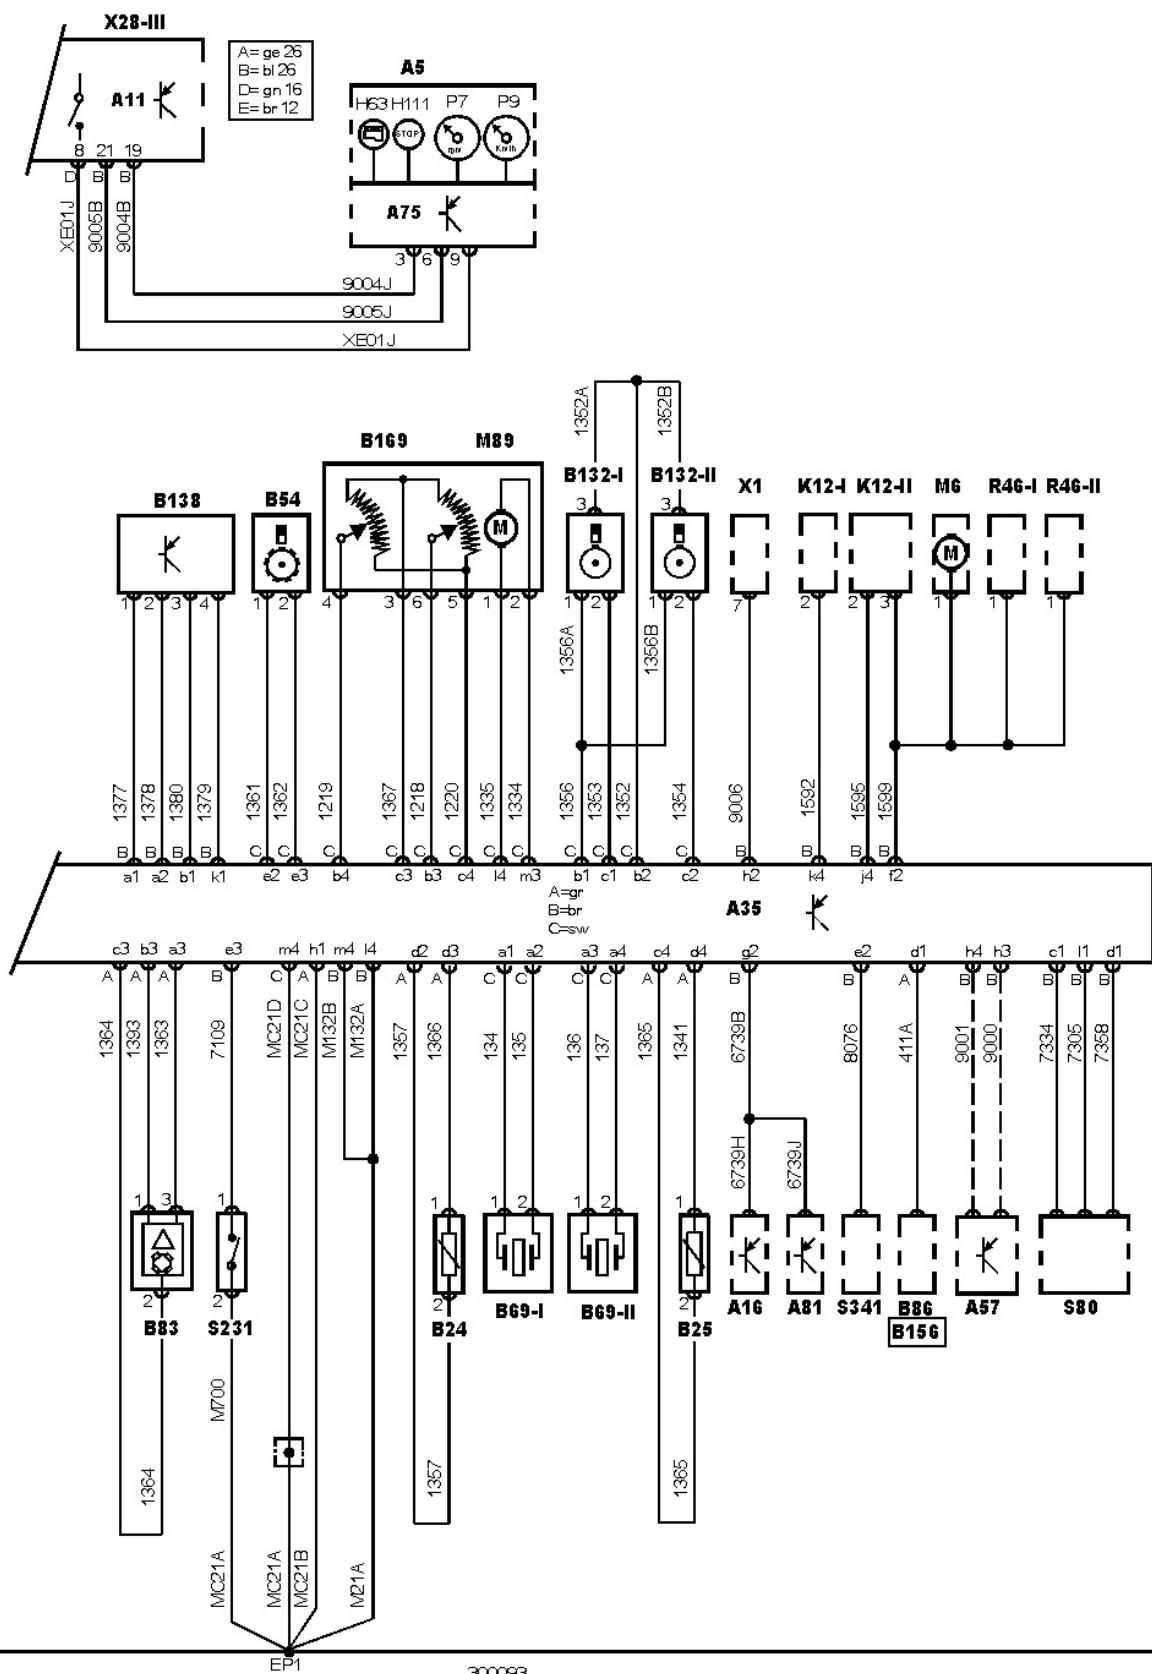 X28-III
A= ge 26
B= bl 26
D= gn 16
E= br 12
A11
8 21 19
D B B
XE01J 9005B 9004B
A5
H63 H111 P7 P9
STOP rpm Km/h
A75
3 6 9
9004J
9005J
XE01J
1352A 1352B
B138 B54 B169 M89 B132-I B132-II X1 K12-I K12-II M6 R46-I R46-II
3 3
M M
1 2 3 4 1 2 4 3 6 5 1 2 1 2 1 2 7 2 2 3 1 1 1
1356A 1356B
1377 1378 1380 1379 1361 1362 1219 1367 1218 1220 1335 1334 1356 1353 1352 1354 9006 1592 1595 1599
B B B B C C C C C C C C C C C C B B B B
a1 a2 b1 k1 e2 e3 b4 c3 b3 c4 l4 m3 b1 c1 b2 c2 h2 k4 j4 f2
A=gr
B=br
C=sw
A35
c3 b3 a3 e3 m4 h1 m4 l4 d2 d3 a1 a2 a3 a4 c4 d4 g2 e2 d1 h4 h3 c1 l1 d1
A A A B C A B B A A C C C C A A B B A B B B B B
1364 1393 1363 7109 MC21D MC21C M132B M132A 1357 1366 134 135 136 137 1365 1341 6739B 8076 411A 9001 9000 7334 7305 7358
6739H 6739J
1 3 1 1 1 2 1 2 1
2 2 2 2
B83 S231 B24 B69-I B69-II B25 A16 A81 S341 B86 A57 S80
B156
M700
1364 1357 1365
MC21A MC21A MC21B M21A
EP1
300093